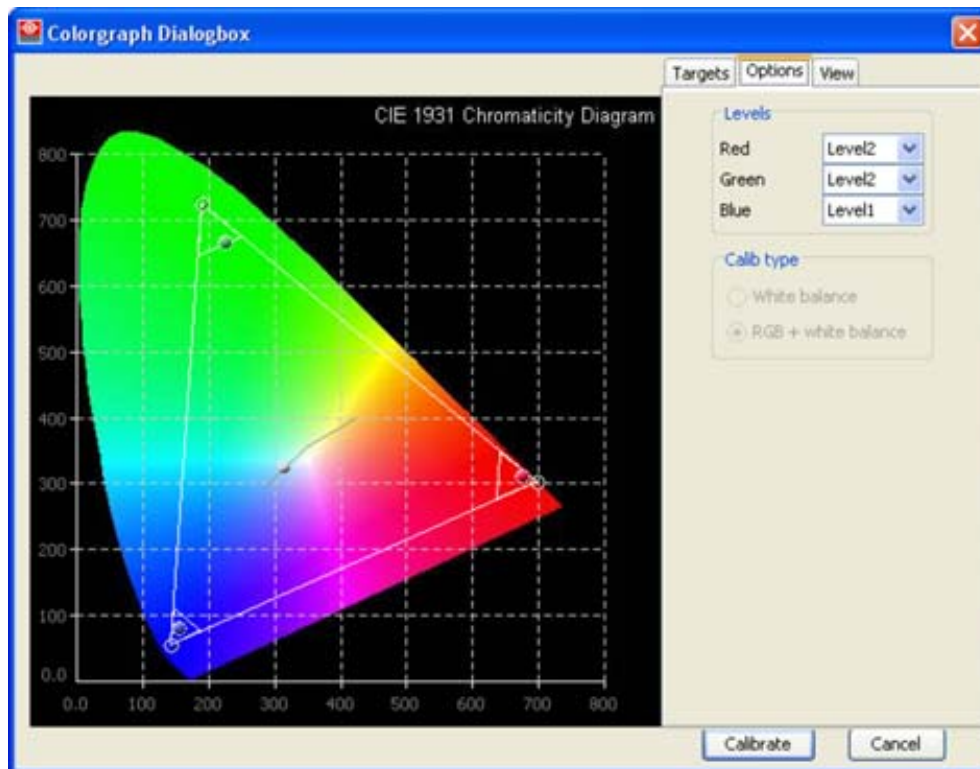 Colorgraph Dialogbox
Targets Options View
CIE 1931 Chromaticity Diagram
800
700
600
500
400
300
200
100
0.0
0.0 100 200 300 400 500 600 700 800
Levels
Red Level2
Green Level2
Blue Level1
Calib type
White balance
RGB + white balance
Calibrate Cancel